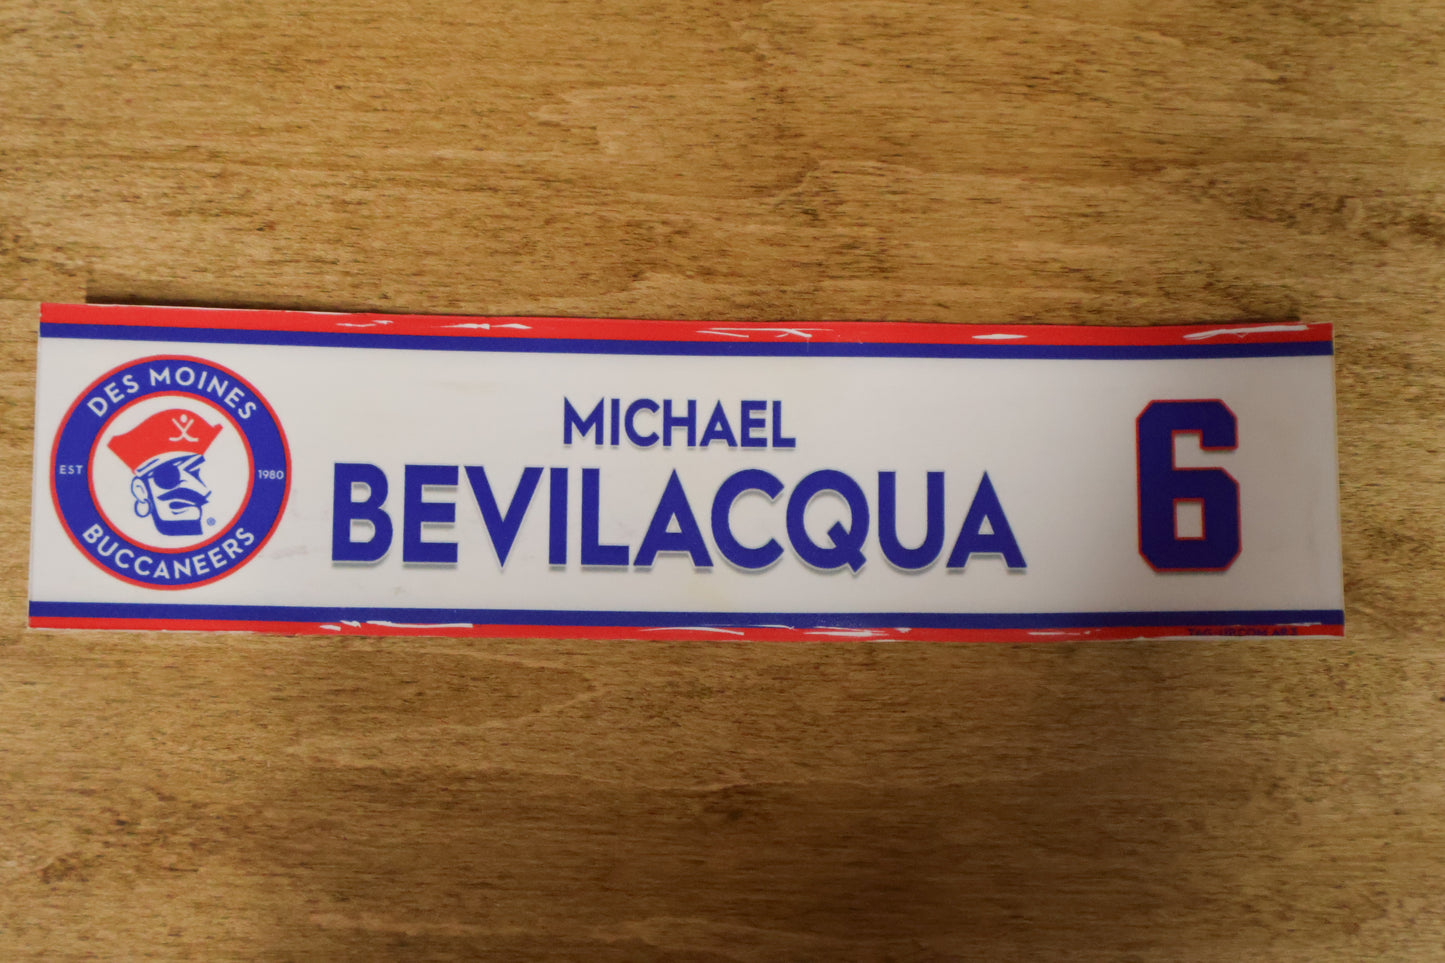 DES MOINES
EST 1980
BUCCANEERS
®
MICHAEL
BEVILACQUA
6